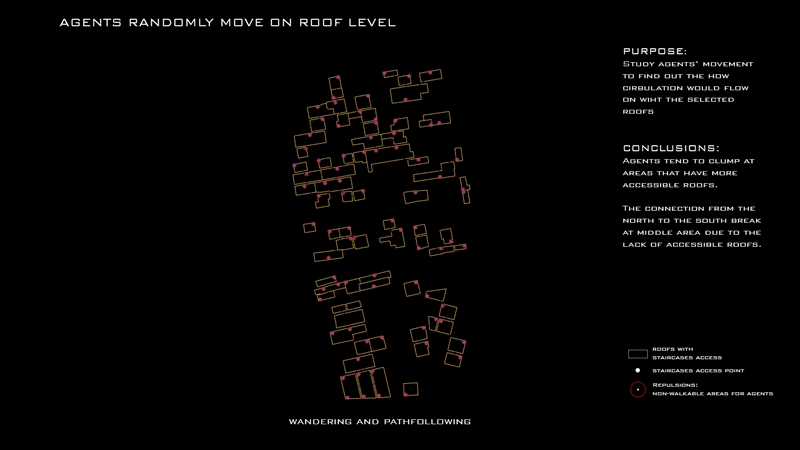 AGENTS RANDOMLY MOVE ON ROOF LEVEL
PURPOSE:
STUDY AGENTS' MOVEMENT
TO FIND OUT THE HOW
CIRBULATION WOULD FLOW
ON WIHT THE SELECTED
ROOFS
CONCLUSIONS:
AGENTS TEND TO CLUMP AT
AREAS THAT HAVE MORE
ACCESSIBLE ROOFS.
THE CONNECTION FROM THE
NORTH TO THE SOUTH BREAK
AT MIDDLE AREA DUE TO THE
LACK OF ACCESSIBLE ROOFS.
ROOFS WITH
STAIRCASES ACCESS
STAIRCASES ACCESS POINT
REPULSIONS:
NON-WALKABLE AREAS FOR AGENTS
WANDERING AND PATHFOLLOWING